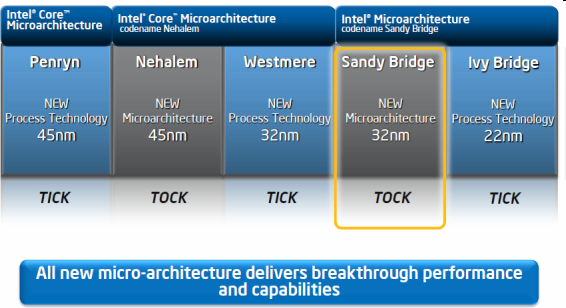 Intel® Core™
Microarchitecture
Intel® Core™ Microarchitecture
codename Nehalem
Intel® Microarchitecture
codename Sandy Bridge
Penryn
NEW
Process Technology
45nm
TICK
Nehalem
NEW
Microarchitecture
45nm
TOCK
Westmere
NEW
Process Technology
32nm
TICK
Sandy Bridge
NEW
Microarchitecture
32nm
TOCK
Ivy Bridge
NEW
Process Technology
22nm
TICK
All new micro-architecture delivers breakthrough performance
and capabilities